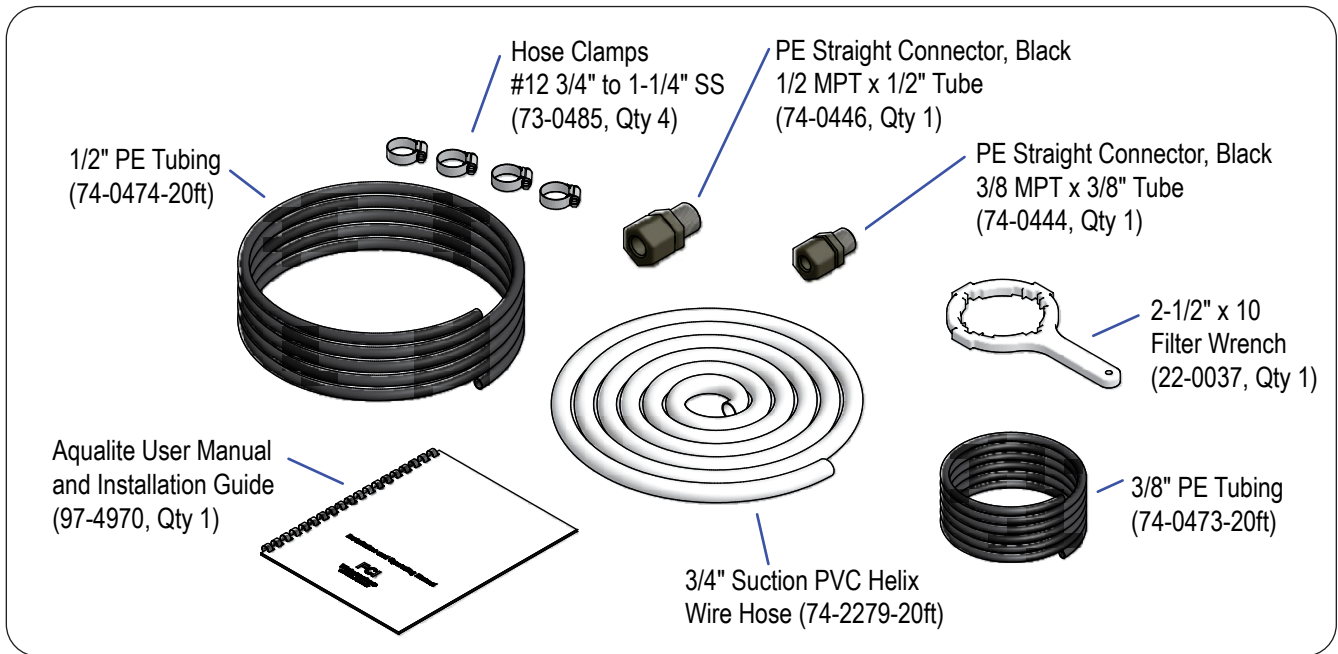 Hose Clamps
#12 3/4" to 1-1/4" SS
(73-0485, Qty 4)
PE Straight Connector, Black
1/2 MPT x 1/2" Tube
(74-0446, Qty 1)
PE Straight Connector, Black
3/8 MPT x 3/8" Tube
(74-0444, Qty 1)
1/2" PE Tubing
(74-0474-20ft)
2-1/2" x 10
Filter Wrench
(22-0037, Qty 1)
Aqualite User Manual
and Installation Guide
(97-4970, Qty 1)
3/8" PE Tubing
(74-0473-20ft)
3/4" Suction PVC Helix
Wire Hose (74-2279-20ft)